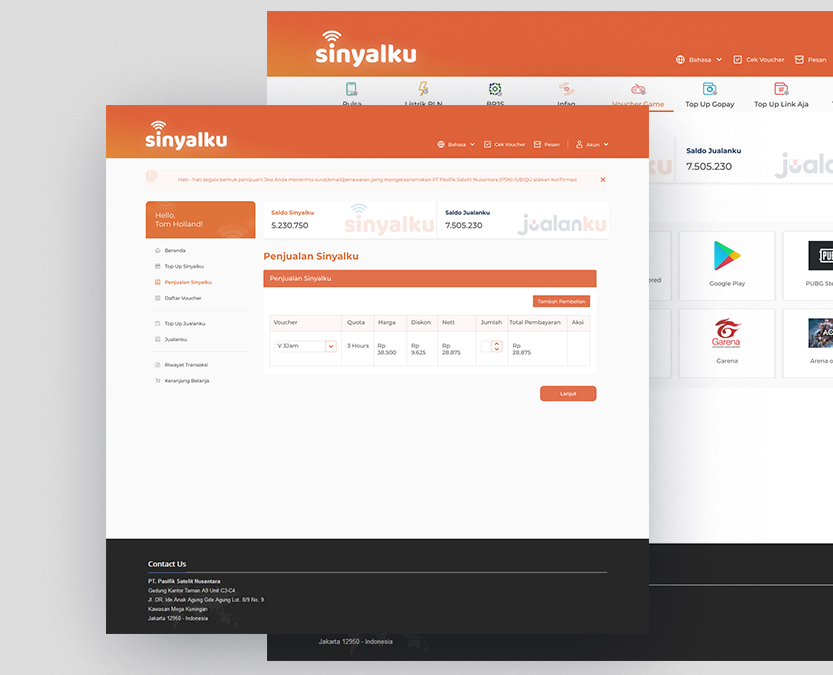 sinyalku
Bahasa
Cek Voucher
Pesan
Pulsa
Listrik PLN
BPJS
Infaq
Voucher Game
Top Up Gopay
Top Up Link Aja
Saldo Jualanku
7.505.230
Google Play
Garena
Garena
sinyalku
Bahasa
Cek Voucher
Pesan
Akun
Hati - hati segala bentuk penipuan! Jika Anda menerima surat/email/penawaran yang mengatasnamakan PT Pasifik Satelit Nusantara (PSN)/UBIQU silakan konfirmasi
Hello,
Tom Holland!
Saldo Sinyalku
5.230.750
sinyalku
Saldo Jualanku
7.505.230
jualanku
Beranda
Top Up Sinyalku
Penjualan Sinyalku
Daftar Voucher
Top Up Jualanku
Jualanku
Riwayat Transaksi
Keranjang Belanja
Penjualan Sinyalku
Penjualan Sinyalku
Tambah Pembelian
Voucher Quota Harga Diskon Nett Jumlah Total Pembayaran Aksi
V 3Jam 3 Hours Rp 38.500 Rp 9.625 Rp 28.875 Rp 28.875
Lanjut
Contact Us
PT. Pasifik Satelit Nusantara
Gedung Kantor Taman A9 Unit C3-C4
Jl. DR. Ide Anak Agung Gde Agung Lot. 8/9 No. 9
Kawasan Mega Kuningan
Jakarta 12950 - Indonesia
Jakarta 12950 - Indonesia